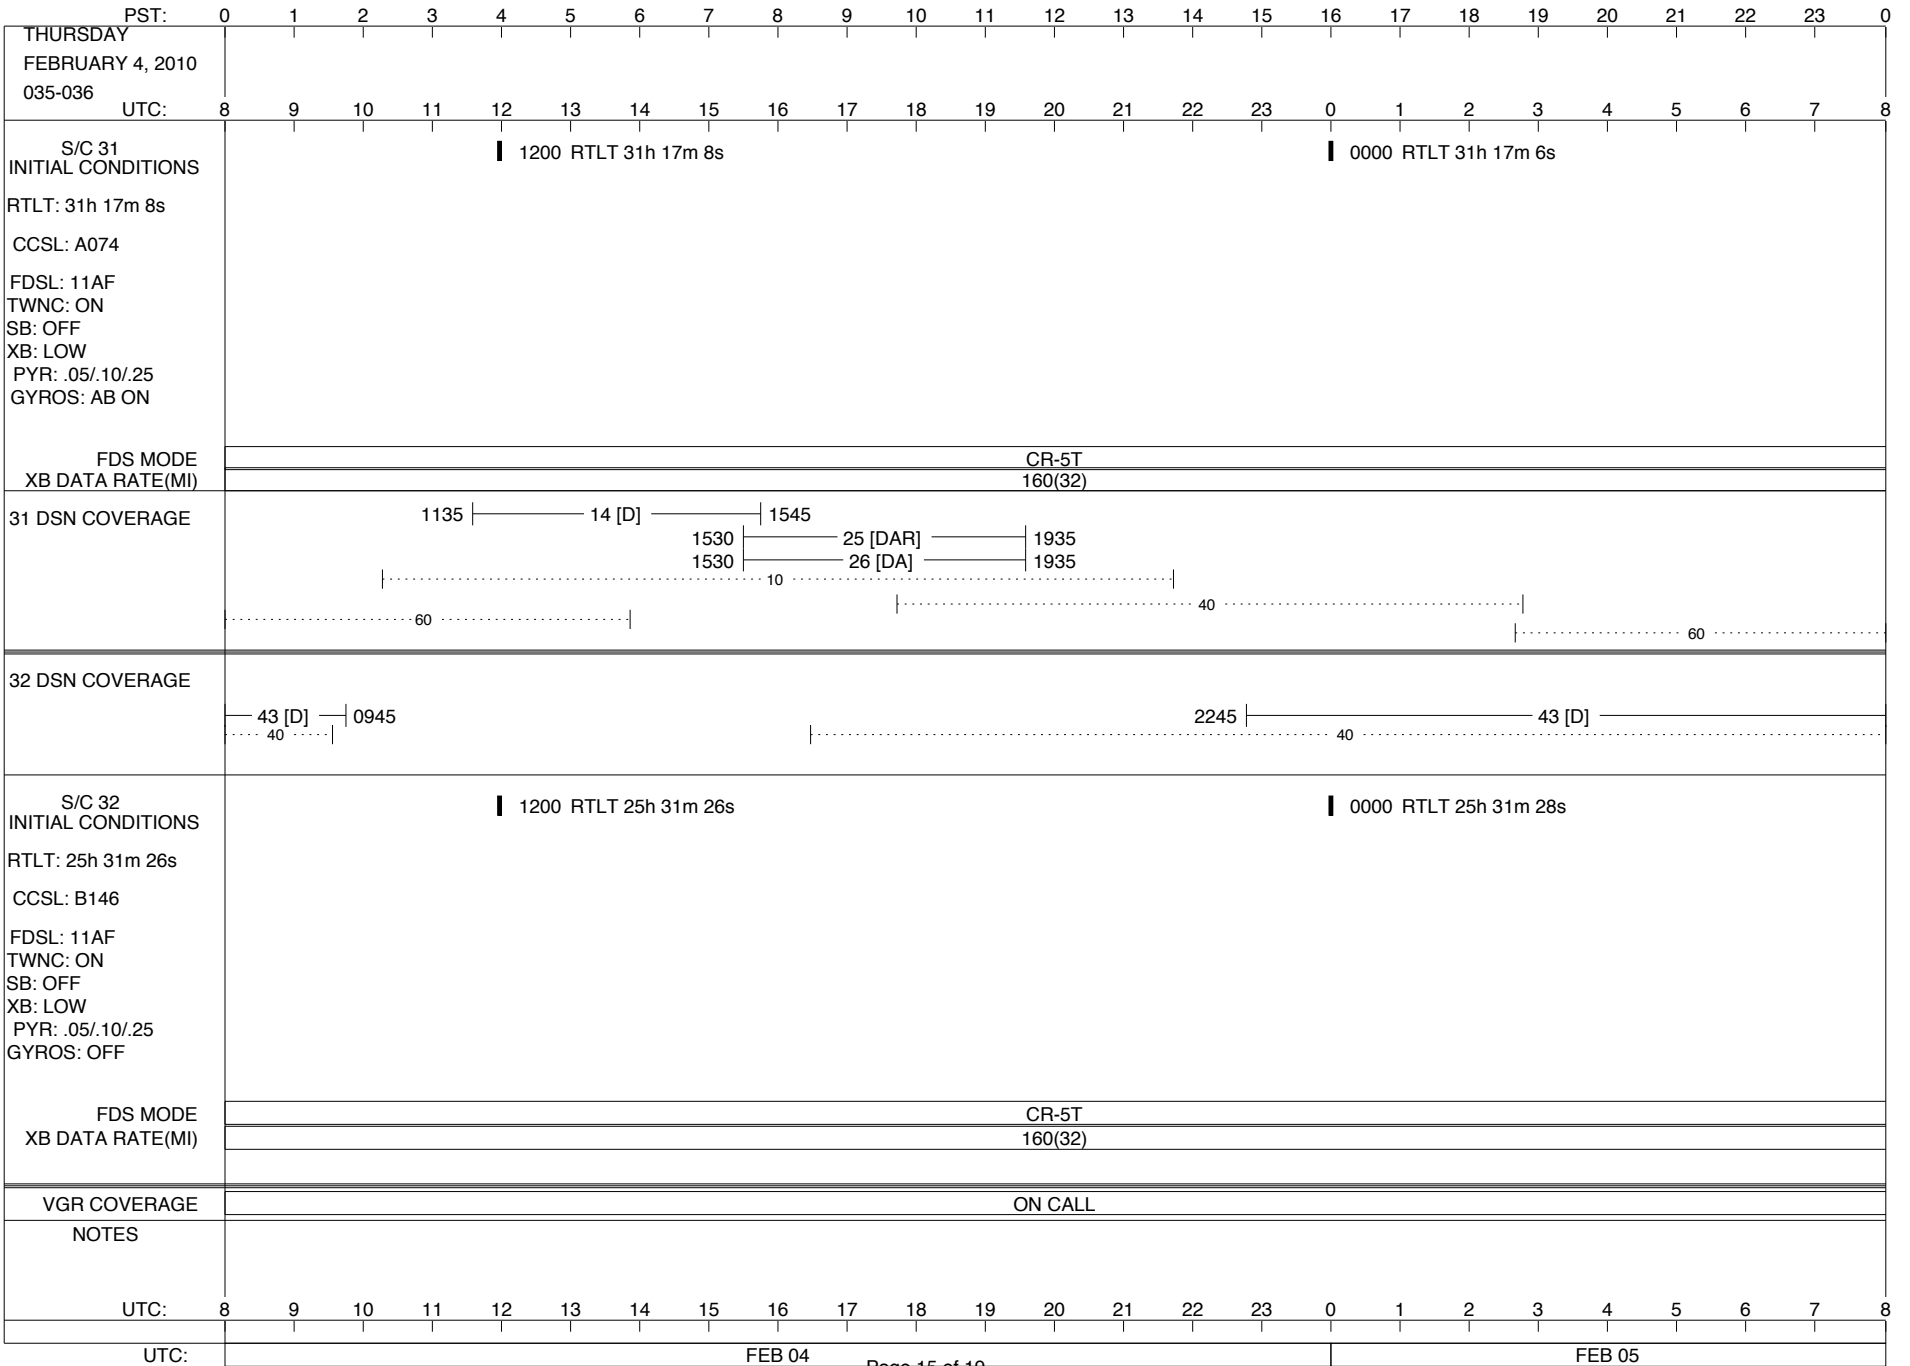 PST: 0 1 2 3 4 5 6 7 8 9 10 11 12 13 14 15 16 17 18 19 20 21 22 23 0
THURSDAY
FEBRUARY 4, 2010
035-036
UTC: 8 9 10 11 12 13 14 15 16 17 18 19 20 21 22 23 0 1 2 3 4 5 6 7 8
S/C 31
INITIAL CONDITIONS
1200 RTLT 31h 17m 8s
0000 RTLT 31h 17m 6s
RTLT: 31h 17m 8s
CCSL: A074
FDSL: 11AF
TWNC: ON
SB: OFF
XB: LOW
PYR: .05/.10/.25
GYROS: AB ON
FDS MODE CR-5T
XB DATA RATE(MI) 160(32)
31 DSN COVERAGE
1135 14 [D] 1545
1530 25 [DAR] 1935
1530 26 [DA] 1935
10
40
60
60
32 DSN COVERAGE
43 [D] 0945
2245 43 [D]
40
40
S/C 32
INITIAL CONDITIONS
1200 RTLT 25h 31m 26s
0000 RTLT 25h 31m 28s
RTLT: 25h 31m 26s
CCSL: B146
FDSL: 11AF
TWNC: ON
SB: OFF
XB: LOW
PYR: .05/.10/.25
GYROS: OFF
FDS MODE CR-5T
XB DATA RATE(MI) 160(32)
VGR COVERAGE ON CALL
NOTES
UTC: 8 9 10 11 12 13 14 15 16 17 18 19 20 21 22 23 0 1 2 3 4 5 6 7 8
UTC: FEB 04 FEB 05
Page 15 of 19